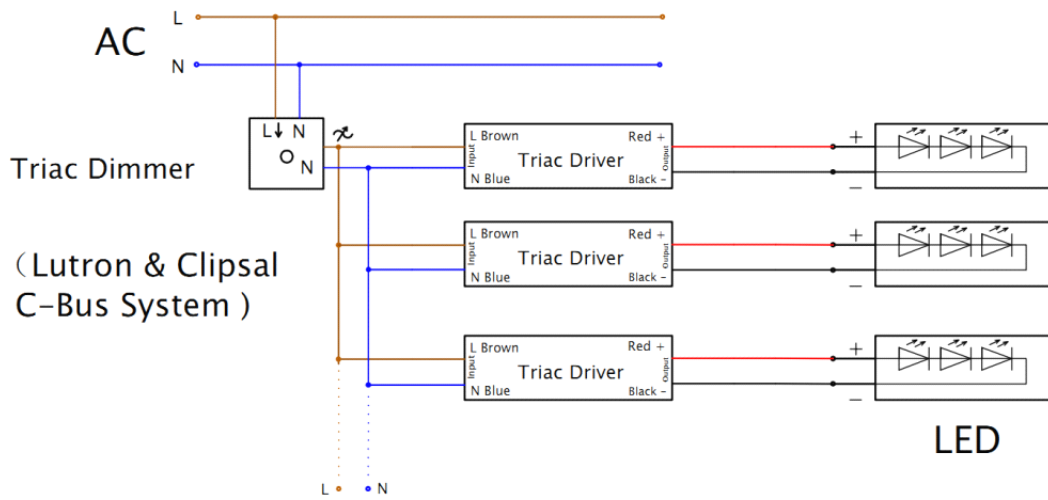 L
AC
N
L N
N
Triac Dimmer
(Lutron & Clipsal
C-Bus System )
L Brown
Input
N Blue
Triac Driver
Red +
Output
Black -
+
−
L Brown
Input
N Blue
Triac Driver
Red +
Output
Black -
+
−
L Brown
Input
N Blue
Triac Driver
Red +
Output
Black -
+
−
LED
L
N